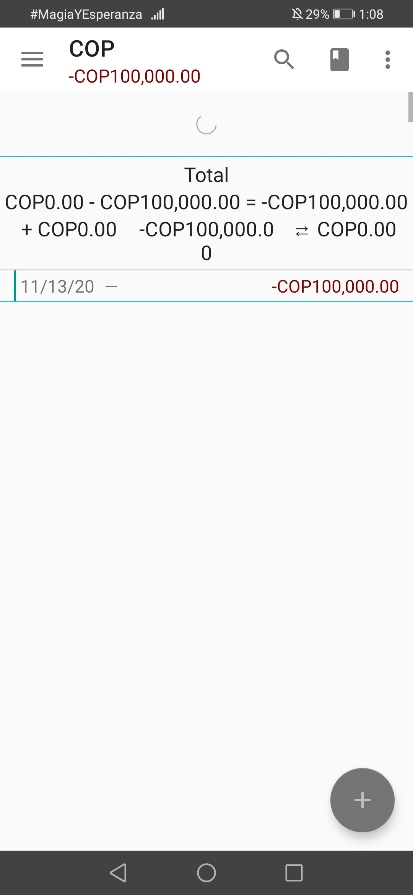 #MagiaYEsperanza 29% 1:08
COP
-COP100,000.00
Total
COP0.00 - COP100,000.00 = -COP100,000.00
+ COP0.00 -COP100,000.0 ⇄ COP0.00
0
11/13/20 — -COP100,000.00
+